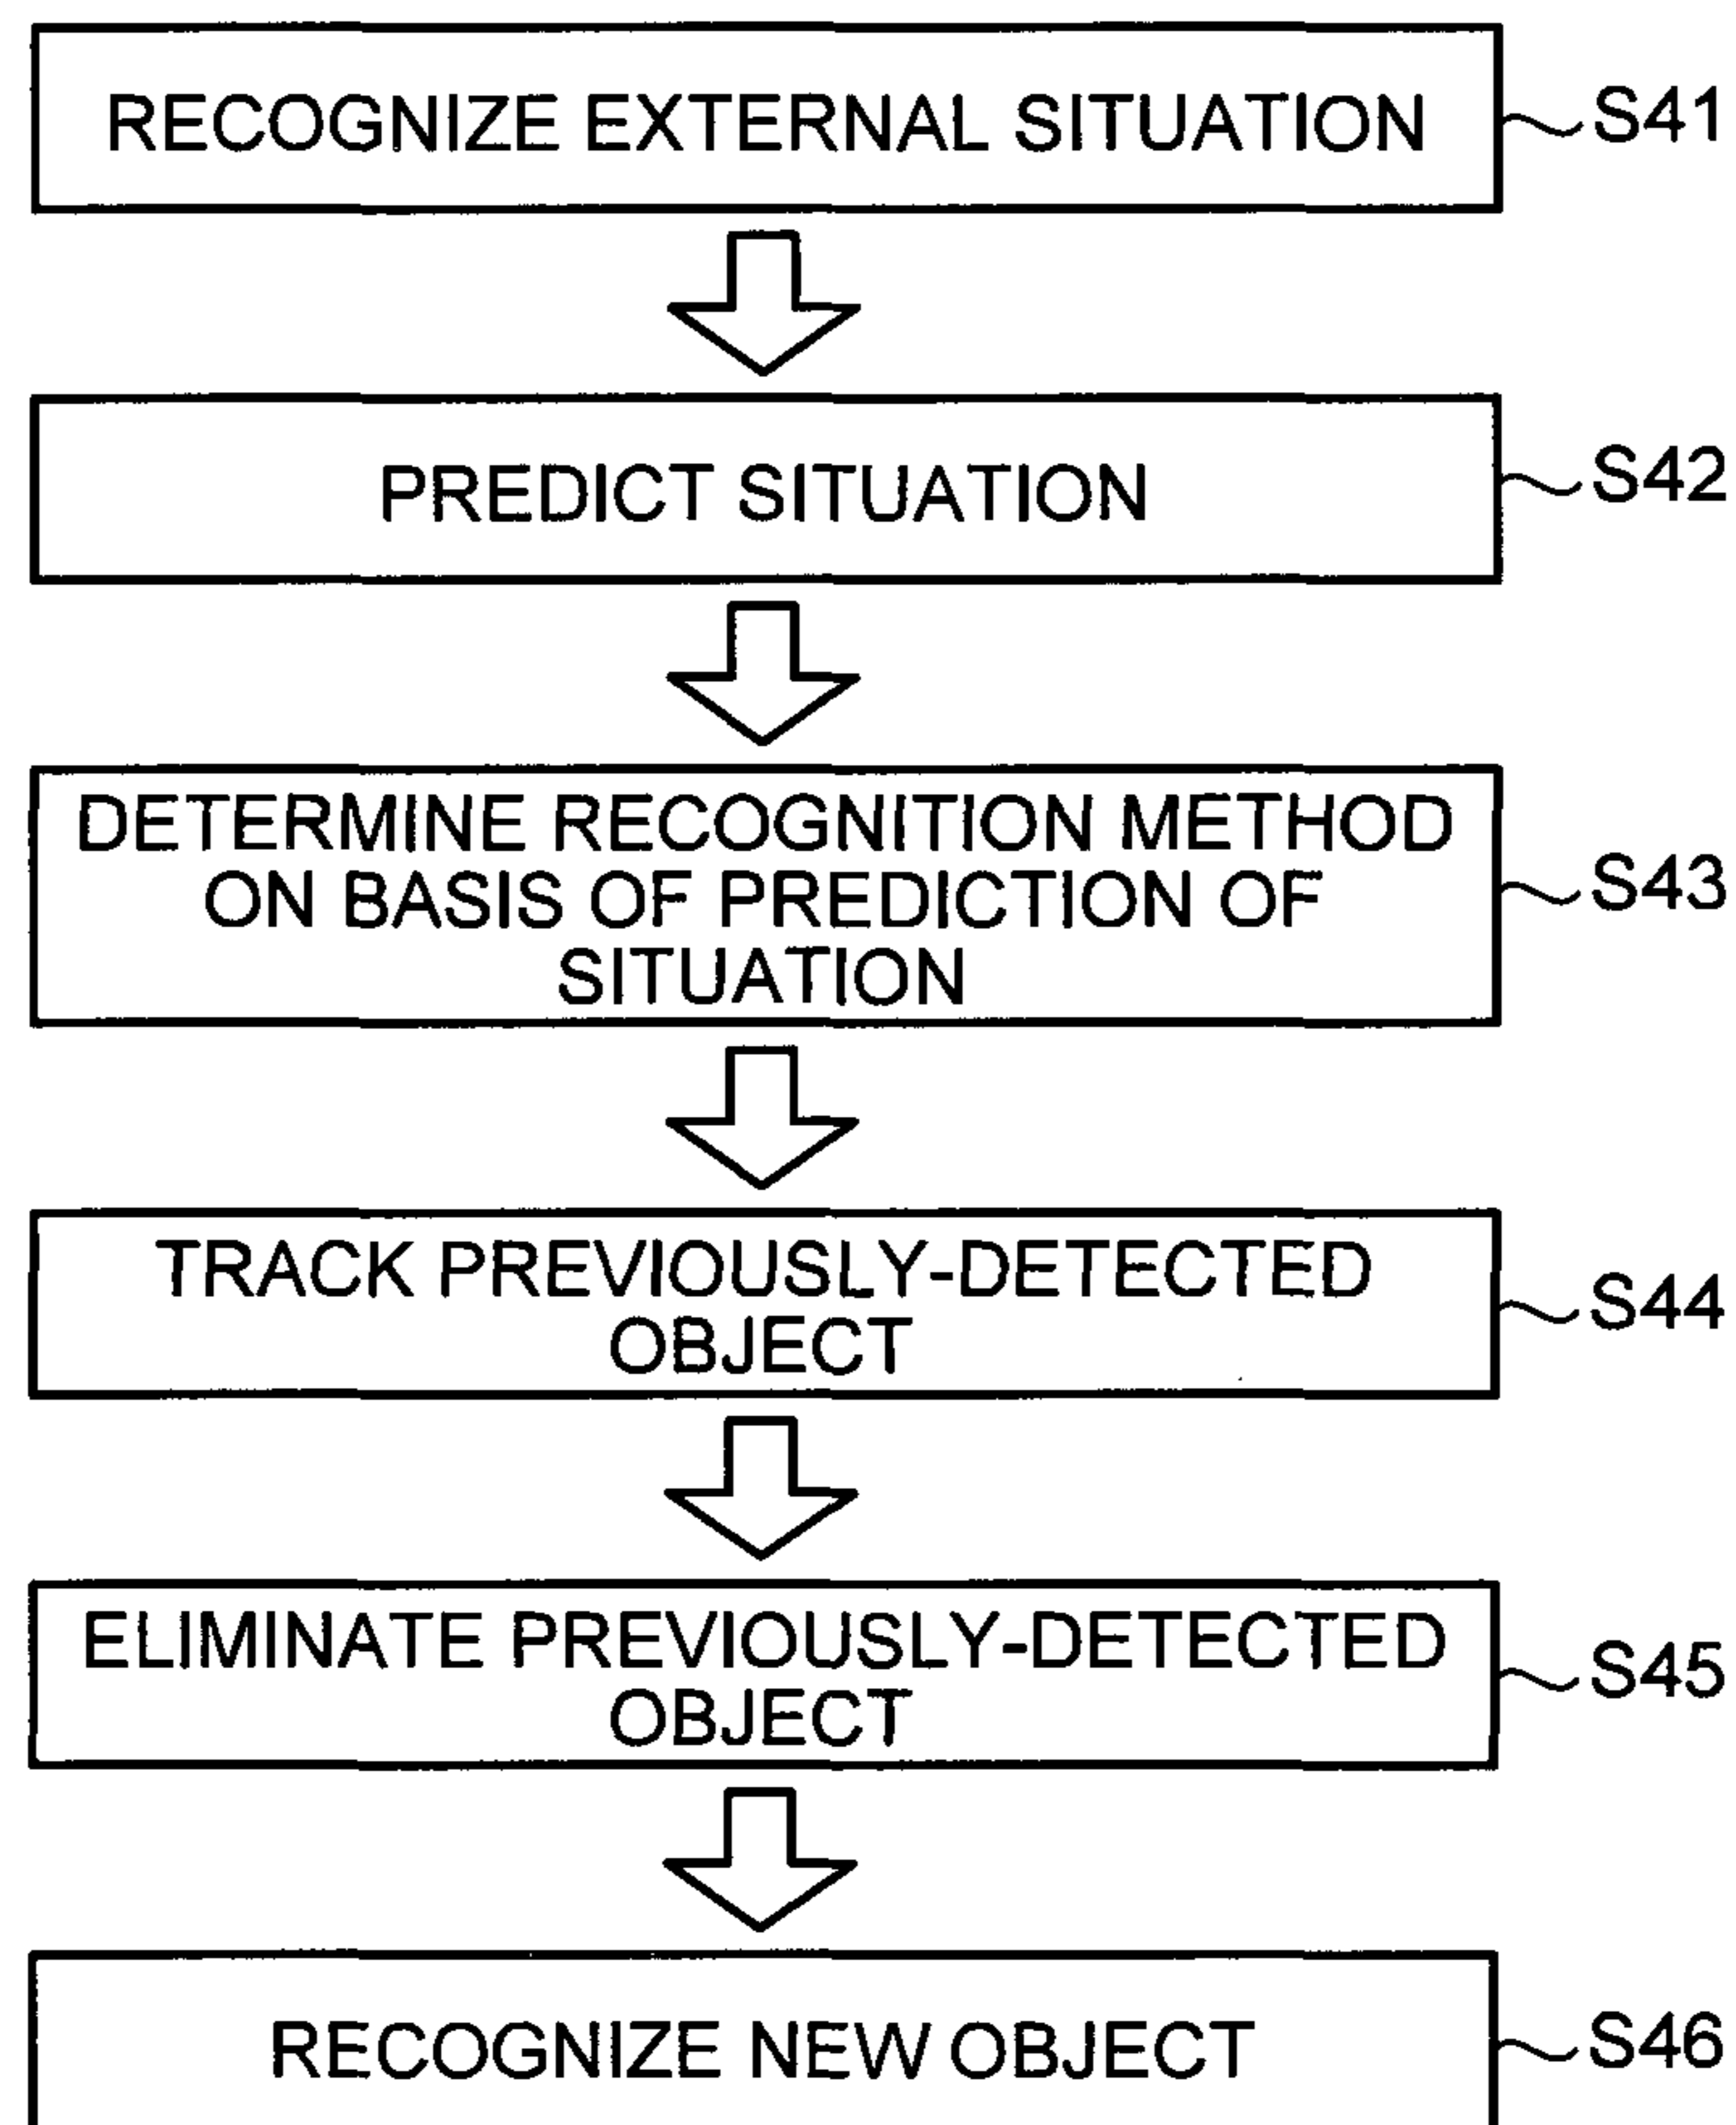 RECOGNIZE EXTERNAL SITUATION
S41
PREDICT SITUATION
S42
DETERMINE RECOGNITION METHOD
ON BASIS OF PREDICTION OF
SITUATION
S43
TRACK PREVIOUSLY-DETECTED
OBJECT
S44
ELIMINATE PREVIOUSLY-DETECTED
OBJECT
S45
RECOGNIZE NEW OBJECT
S46